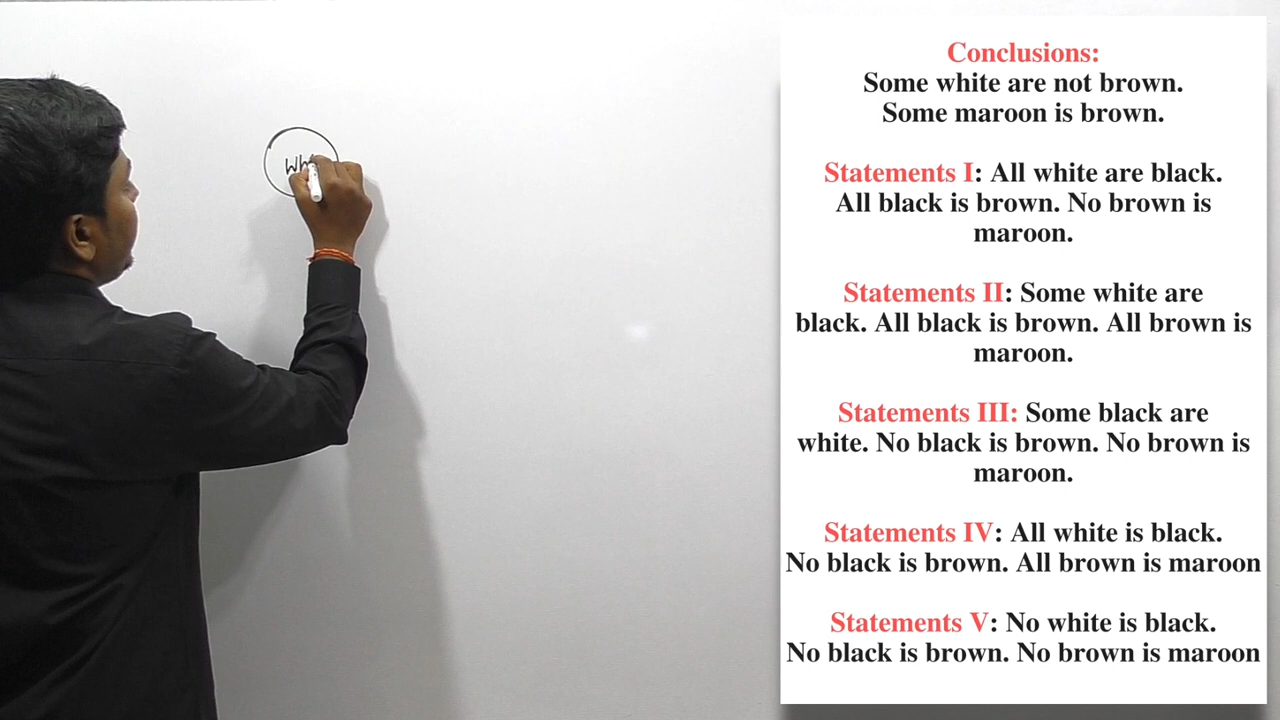 Wh
Conclusions:
Some white are not brown.
Some maroon is brown.
Statements I: All white are black.
All black is brown. No brown is
maroon.
Statements II: Some white are
black. All black is brown. All brown is
maroon.
Statements III: Some black are
white. No black is brown. No brown is
maroon.
Statements IV: All white is black.
No black is brown. All brown is maroon
Statements V: No white is black.
No black is brown. No brown is maroon